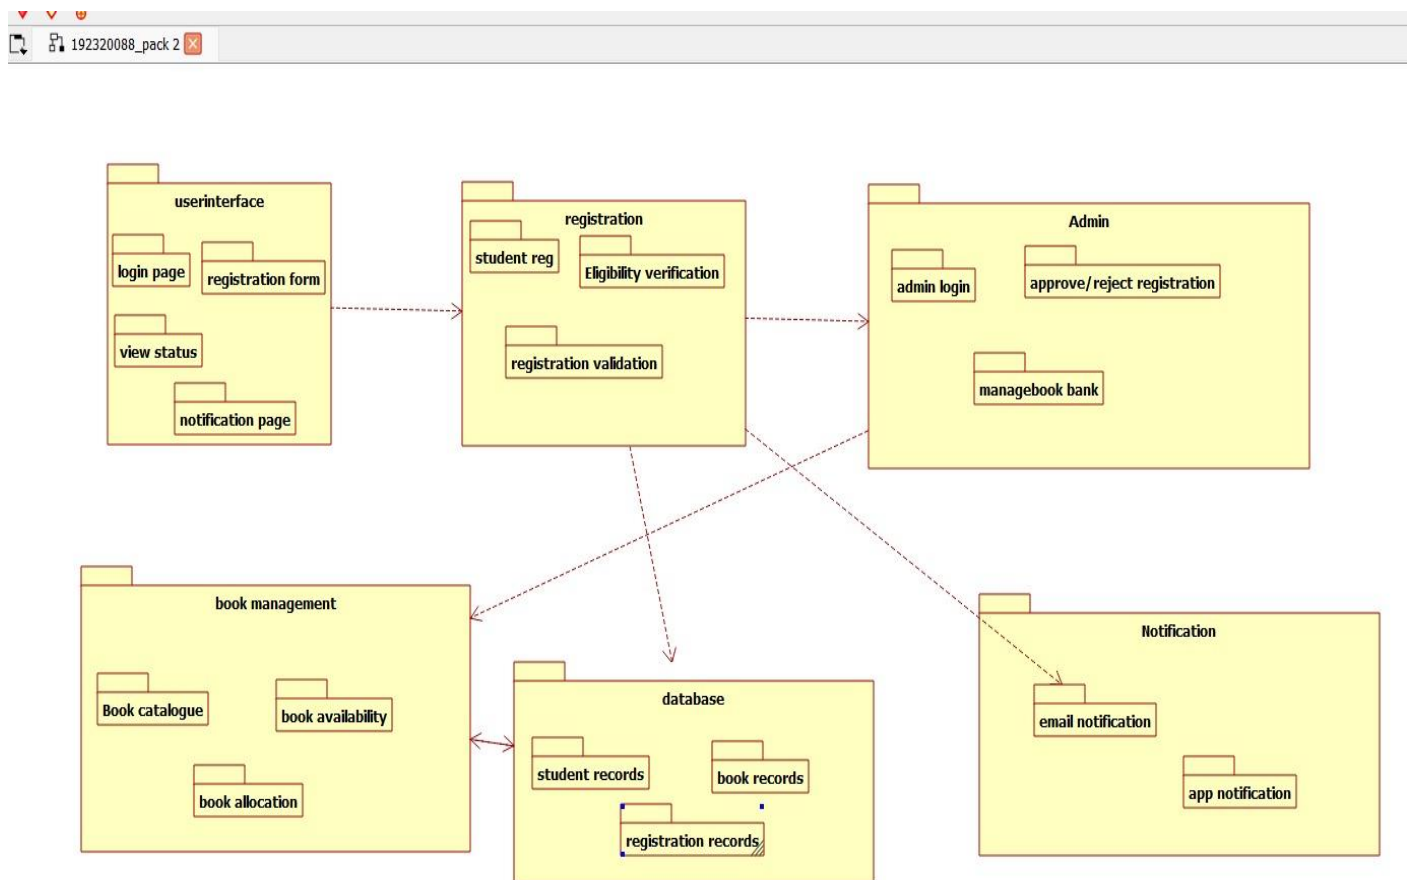 192320088_pack 2
userinterface
login page
registration form
view status
notification page
registration
student reg
Eligibility verification
registration validation
Admin
admin login
approve/reject registration
managebook bank
book management
Book catalogue
book availability
book allocation
database
student records
book records
registration records
Notification
email notification
app notification